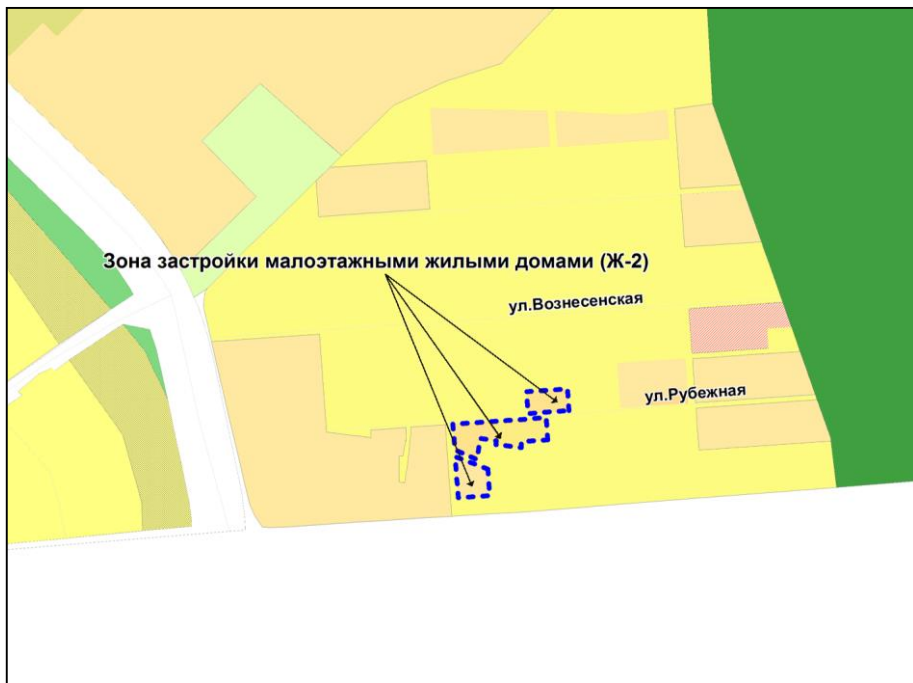 Зона застройки малоэтажными жилыми домами (Ж-2)
ул.Вознесенская
ул.Рубежная